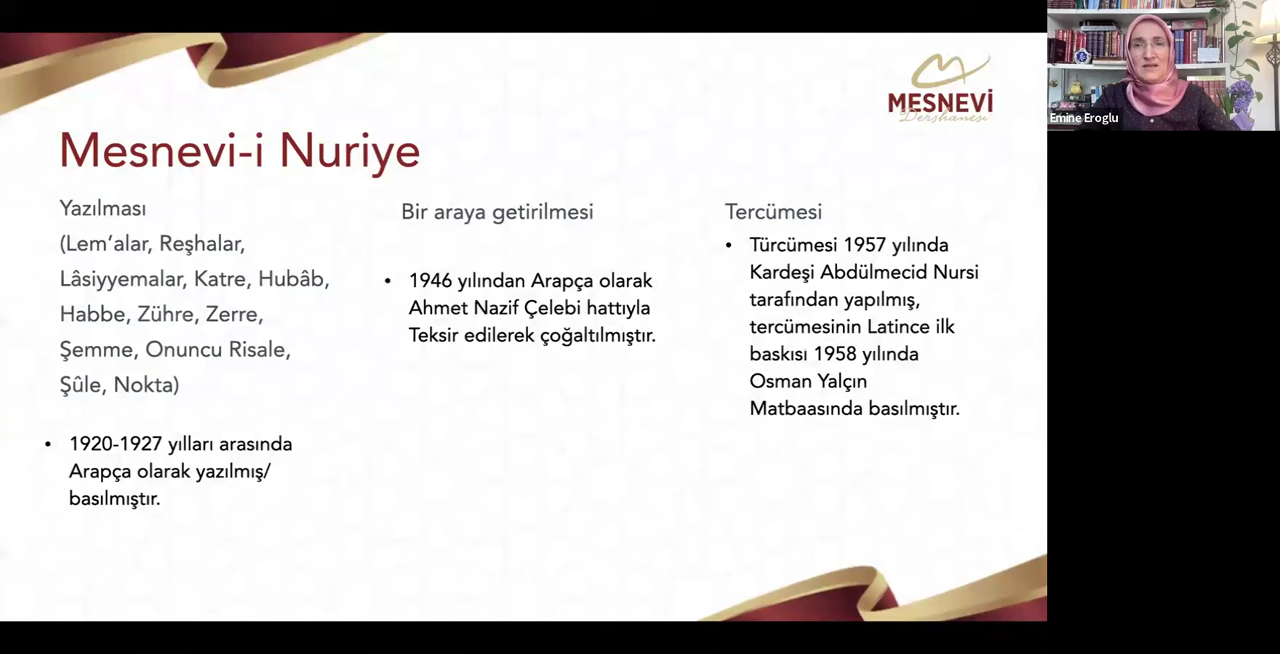 MESNEVİ
Dershanesi
Emine Eroglu
Mesnevi-i Nuriye
Yazılması
(Lem’alar, Reşhalar,
Lâsiyyemalar, Katre, Hubâb,
Habbe, Zühre, Zerre,
Şemme, Onuncu Risale,
Şûle, Nokta)
• 1920-1927 yılları arasında
Arapça olarak yazılmış/
basılmıştır.
Bir araya getirilmesi
• 1946 yılından Arapça olarak
Ahmet Nazif Çelebi hattıyla
Teksir edilerek çoğaltılmıştır.
Tercümesi
• Türcümesi 1957 yılında
Kardeşi Abdülmecid Nursi
tarafından yapılmış,
tercümesinin Latince ilk
baskısı 1958 yılında
Osman Yalçın
Matbaasında basılmıştır.